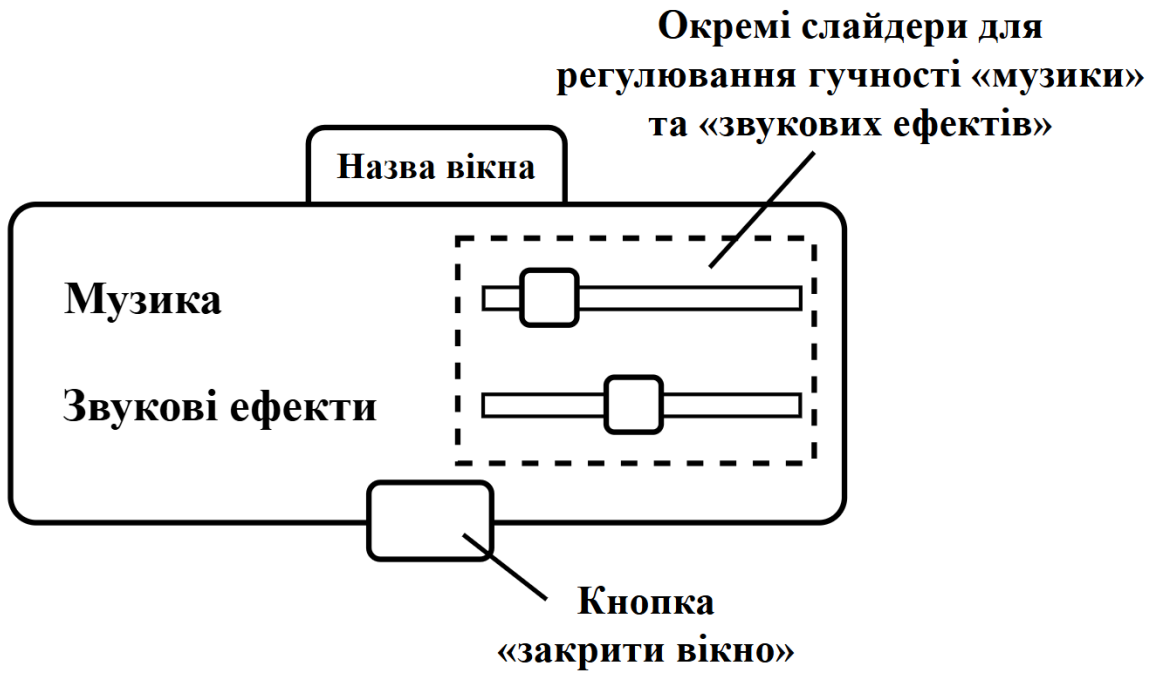 Окремі слайдери для
регулювання гучності «музики»
та «звукових ефектів»
Назва вікна
Музика
Звукові ефекти
Кнопка
«закрити вікно»